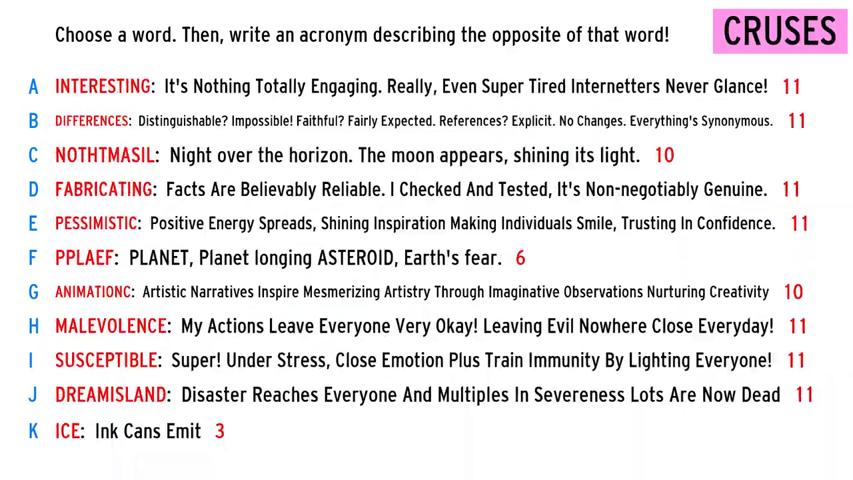 Choose a word. Then, write an acronym describing the opposite of that word!
CRUSES
A INTERESTING: It's Nothing Totally Engaging. Really, Even Super Tired Internetters Never Glance! 11
B DIFFERENCES: Distinguishable? Impossible! Faithful? Fairly Expected. References? Explicit. No Changes. Everything's Synonymous. 11
C NOTHTMASIL: Night over the horizon. The moon appears, shining its light. 10
D FABRICATING: Facts Are Believably Reliable. I Checked And Tested, It's Non-negotiably Genuine. 11
E PESSIMISTIC: Positive Energy Spreads, Shining Inspiration Making Individuals Smile, Trusting In Confidence. 11
F PPLAEF: PLANET, Planet longing ASTEROID, Earth's fear. 6
G ANIMATIONC: Artistic Narratives Inspire Mesmerizing Artistry Through Imaginative Observations Nurturing Creativity 10
H MALEVOLENCE: My Actions Leave Everyone Very Okay! Leaving Evil Nowhere Close Everyday! 11
I SUSCEPTIBLE: Super! Under Stress, Close Emotion Plus Train Immunity By Lighting Everyone! 11
J DREAMISLAND: Disaster Reaches Everyone And Multiples In Severeness Lots Are Now Dead 11
K ICE: Ink Cans Emit 3